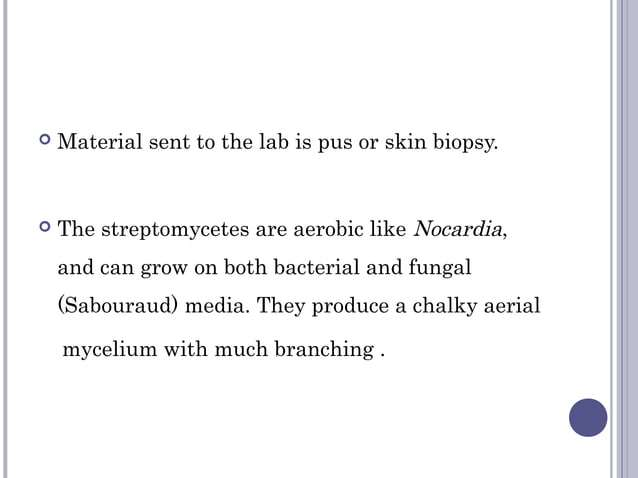 Material sent to the lab is pus or skin biopsy.
The streptomycetes are aerobic like Nocardia,
and can grow on both bacterial and fungal
(Sabouraud) media. They produce a chalky aerial
mycelium with much branching .